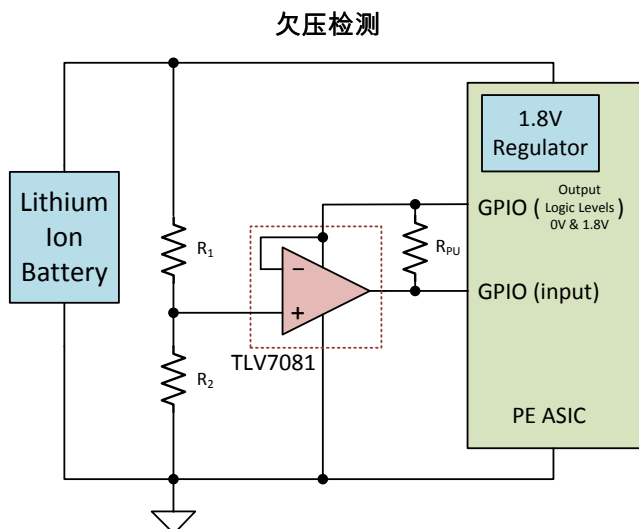 欠压检测
1.8V
Regulator
Lithium
Ion
Battery
R1
R2
−
+
TLV7081
RPU
GPIO (
Output
Logic Levels
0V & 1.8V
)
GPIO (input)
PE ASIC